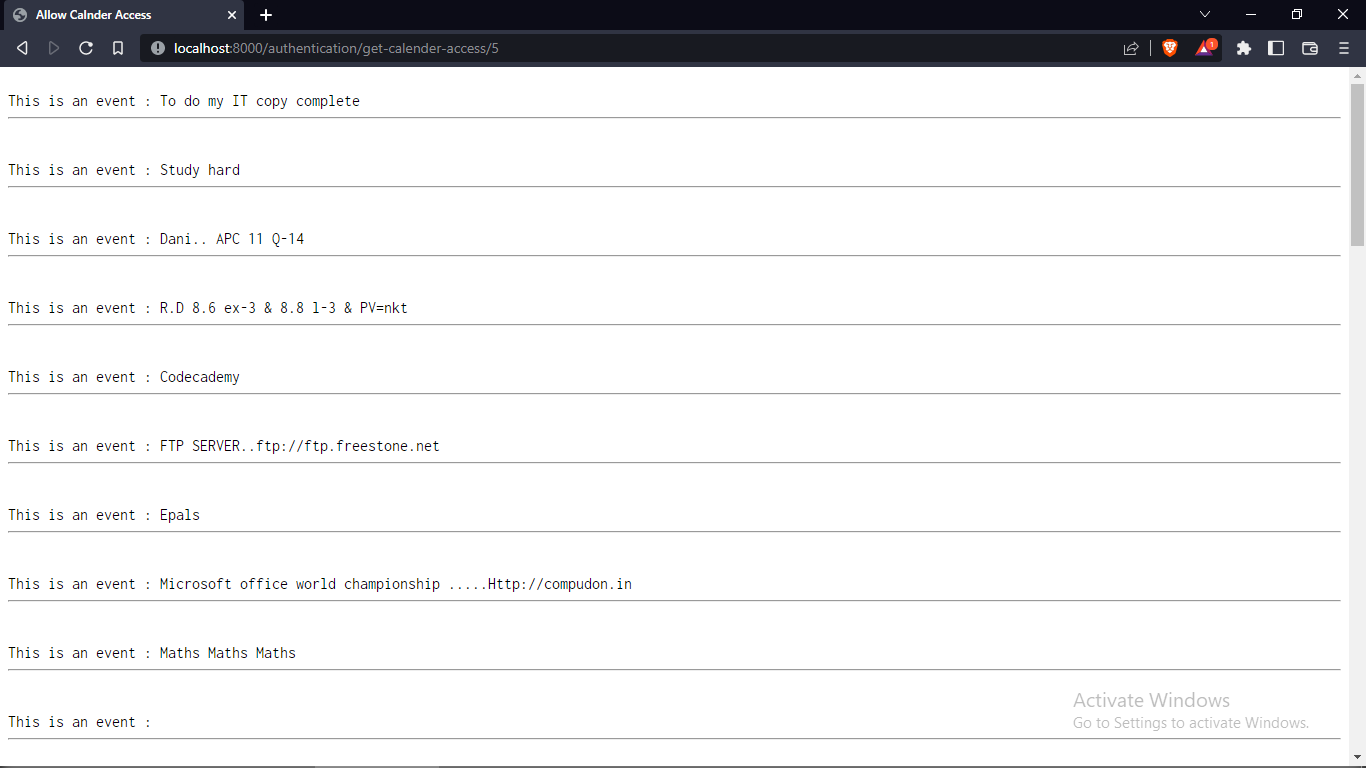 Allow Calnder Access
localhost:8000/authentication/get-calender-access/5
1
This is an event : To do my IT copy complete
This is an event : Study hard
This is an event : Dani.. APC 11 Q-14
This is an event : R.D 8.6 ex-3 & 8.8 l-3 & PV=nkt
This is an event : Codecademy
This is an event : FTP SERVER..ftp://ftp.freestone.net
This is an event : Epals
This is an event : Microsoft office world championship .....Http://compudon.in
This is an event : Maths Maths Maths
This is an event :
Activate Windows
Go to Settings to activate Windows.